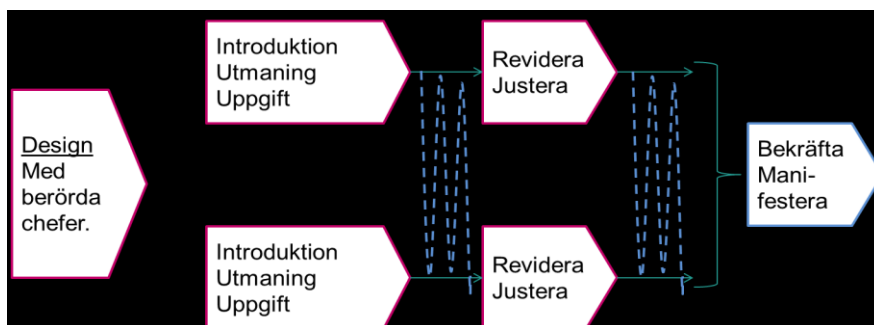 Design
Med
berörda
chefer.
Introduktion
Utmaning
Uppgift
Revidera
Justera
Introduktion
Utmaning
Uppgift
Revidera
Justera
Bekräfta
Mani-
festera